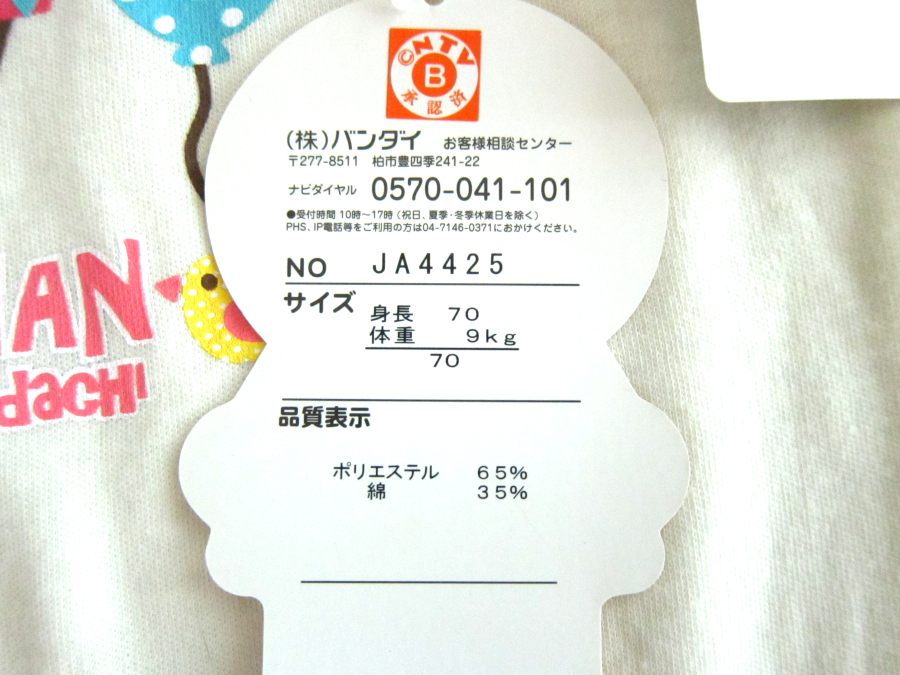 ©NTV
B
承認済
(株)バンダイ お客様相談センター
〒277-8511 柏市豊四季241-22
ナビダイヤル 0570-041-101
●受付時間 10時～17時 (祝日、夏季・冬季休業日を除く)
PHS、IP電話等をご利用の方は04-7146-0371におかけください。
NO JA4425
サイズ 身長 70
体重 9kg
70
品質表示
ポリエステル 65%
綿 35%
AN
dacHi